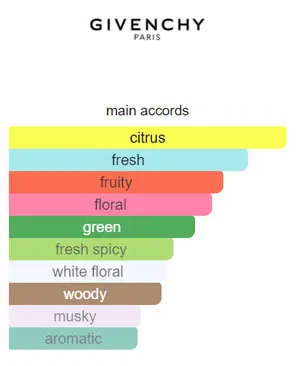 GIVENCHY
PARIS
main accords
citrus
fresh
fruity
floral
green
fresh spicy
white floral
woody
musky
aromatic